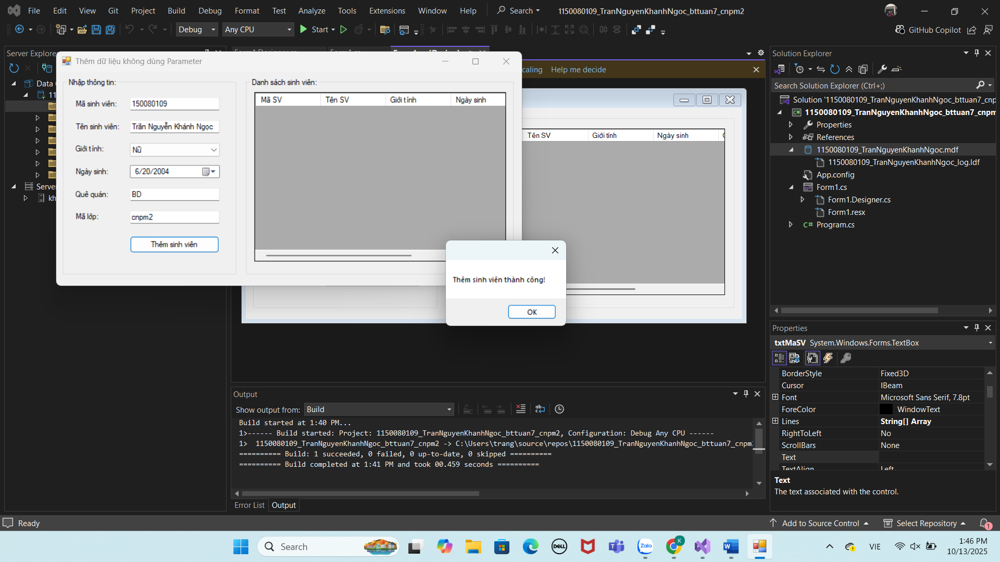 File Edit View Git Project Build Debug Format Test Analyze Tools Extensions Window Help Search 1150080109_TranNguyenKhanhNgoc_bttuan7_cnpm2
Debug Any CPU Start GitHub Copilot
Server Explorer
Data
11
Server
kh
Thêm dữ liệu không dùng Parameter
Nhập thông tin:
Mã sinh viên: 150080109
Tên sinh viên: Trần Nguyễn Khánh Ngọc
Giới tính: Nữ
Ngày sinh: 6/20/2004
Quê quán: BD
Mã lớp: cnpm2
Thêm sinh viên
Danh sách sinh viên:
Mã SV Tên SV Giới tính Ngày sinh
caling Help me decide
Tên SV Giới tính Ngày sinh
Thêm sinh viên thành công!
OK
Output
Show output from: Build
Build started at 1:40 PM...
1>------ Build started: Project: 1150080109_TranNguyenKhanhNgoc_bttuan7_cnpm2, Configuration: Debug Any CPU ------
1>  1150080109_TranNguyenKhanhNgoc_bttuan7_cnpm2 -> C:\Users\trang\source\repos\1150080109_TranNguyenKhanhNgoc_bttuan7_cnpm
========== Build: 1 succeeded, 0 failed, 0 up-to-date, 0 skipped ==========
========== Build completed at 1:41 PM and took 00.459 seconds ==========
Error List Output
Solution Explorer
Search Solution Explorer (Ctrl+;)
Solution '1150080109_TranNguyenKhanhNgoc_bttuan7_cnp
1150080109_TranNguyenKhanhNgoc_bttuan7_cnpm
Properties
References
1150080109_TranNguyenKhanhNgoc.mdf
1150080109_TranNguyenKhanhNgoc_log.ldf
App.config
Form1.cs
Form1.Designer.cs
Form1.resx
C# Program.cs
Properties
txtMaSV System.Windows.Forms.TextBox
BorderStyle Fixed3D
Cursor IBeam
Font Microsoft Sans Serif, 7.8pt
ForeColor WindowText
Lines String[] Array
RightToLeft No
ScrollBars None
Text
TextAlign Left
Text
The text associated with the control.
Ready Add to Source Control Select Repository 1
Search DELL Zalo K VIE
1:46 PM
10/13/2025